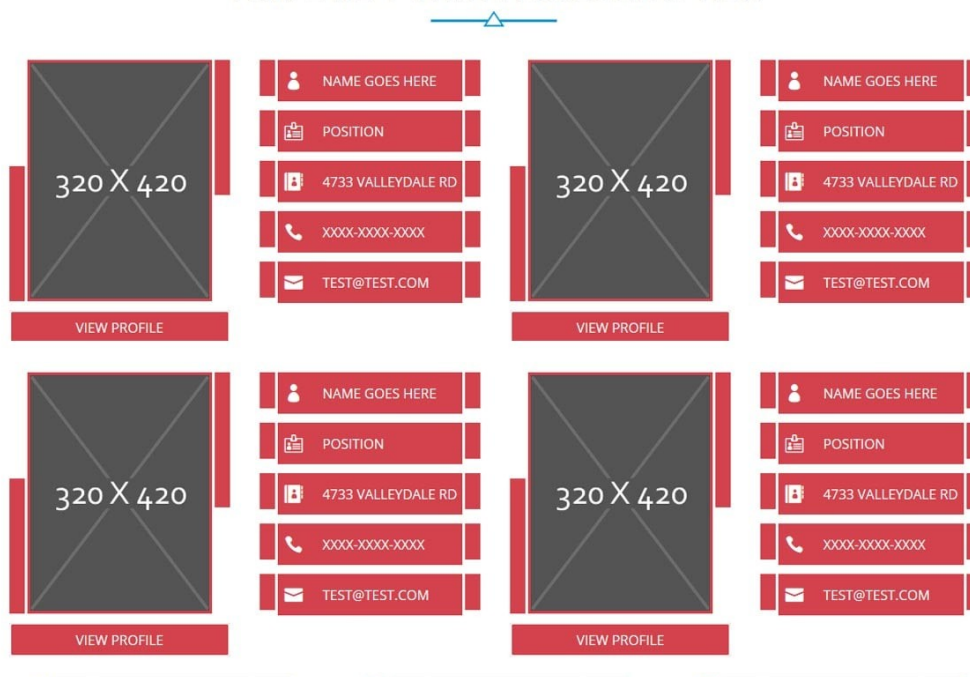 320 X 420
NAME GOES HERE
POSITION
4733 VALLEYDALE RD
XXXX-XXXX-XXXX
TEST@TEST.COM
VIEW PROFILE
320 X 420
NAME GOES HERE
POSITION
4733 VALLEYDALE RD
XXXX-XXXX-XXXX
TEST@TEST.COM
VIEW PROFILE
320 X 420
NAME GOES HERE
POSITION
4733 VALLEYDALE RD
XXXX-XXXX-XXXX
TEST@TEST.COM
VIEW PROFILE
320 X 420
NAME GOES HERE
POSITION
4733 VALLEYDALE RD
XXXX-XXXX-XXXX
TEST@TEST.COM
VIEW PROFILE